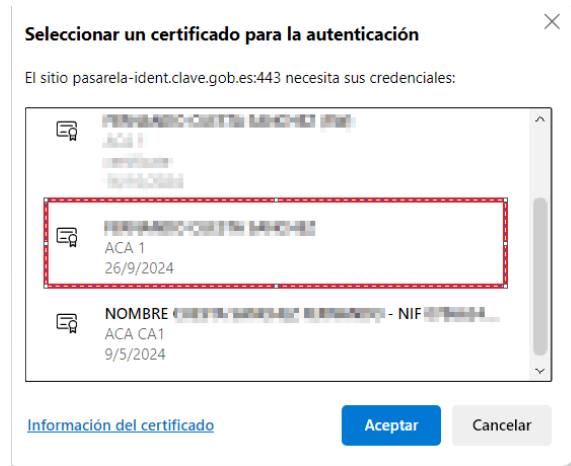 Seleccionar un certificado para la autenticación
El sitio pasarela-ident.clave.gob.es:443 necesita sus credenciales:
ACA 1
26/9/2024
NOMBRE - NIF
ACA CA1
9/5/2024
Información del certificado
Aceptar
Cancelar